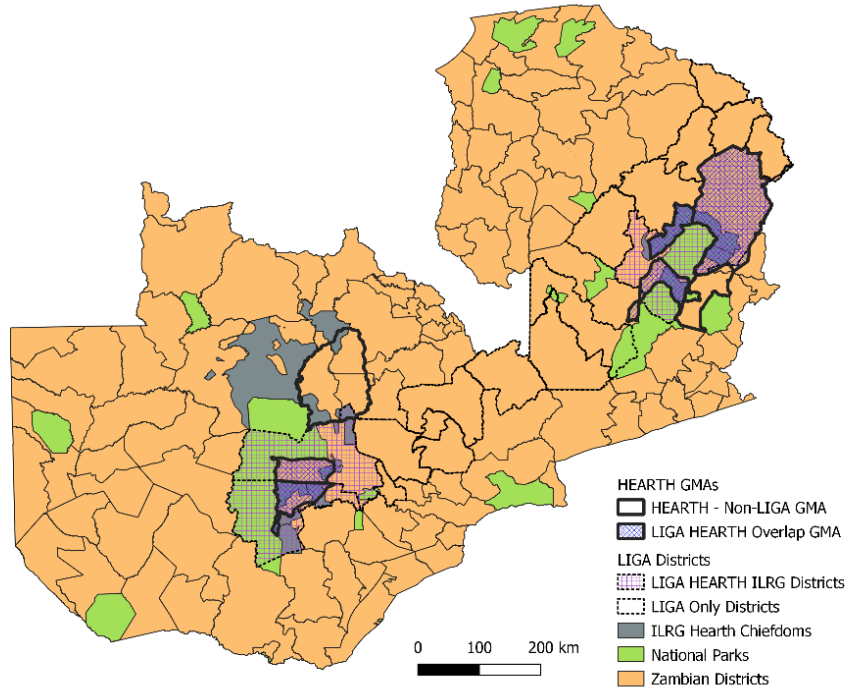 HEARTH GMAs
HEARTH - Non-LIGA GMA
LIGA HEARTH Overlap GMA
LIGA Districts
LIGA HEARTH ILRG Districts
LIGA Only Districts
ILRG Hearth Chiefdoms
National Parks
Zambian Districts
0 100 200 km